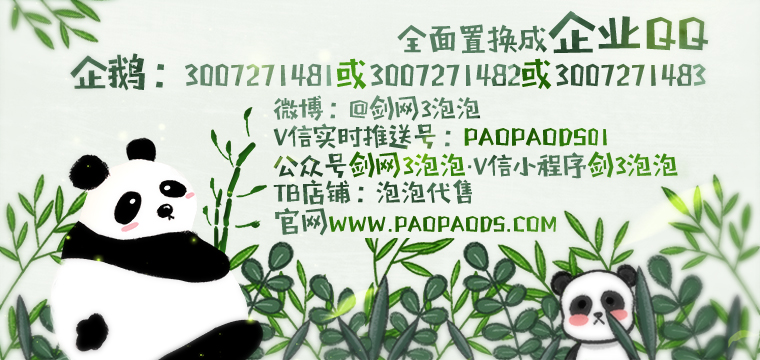 全面置换成企业QQ
企鹅：3007271481或3007271482或3007271483
微博：@剑网3泡泡
V信实时推送号：PAOPAODS01
公众号剑网3泡泡·V信小程序剑3泡泡
TB店铺：泡泡代售
官网WWW.PAOPAODS.COM